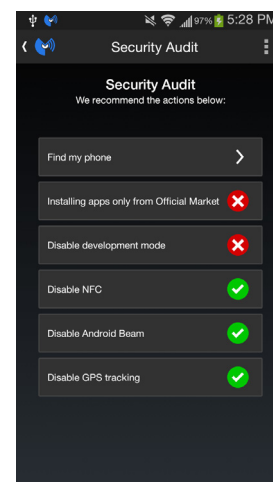 97% 5:28 PM
Security Audit
Security Audit
We recommend the actions below:
Find my phone
Installing apps only from Official Market
Disable development mode
Disable NFC
Disable Android Beam
Disable GPS tracking